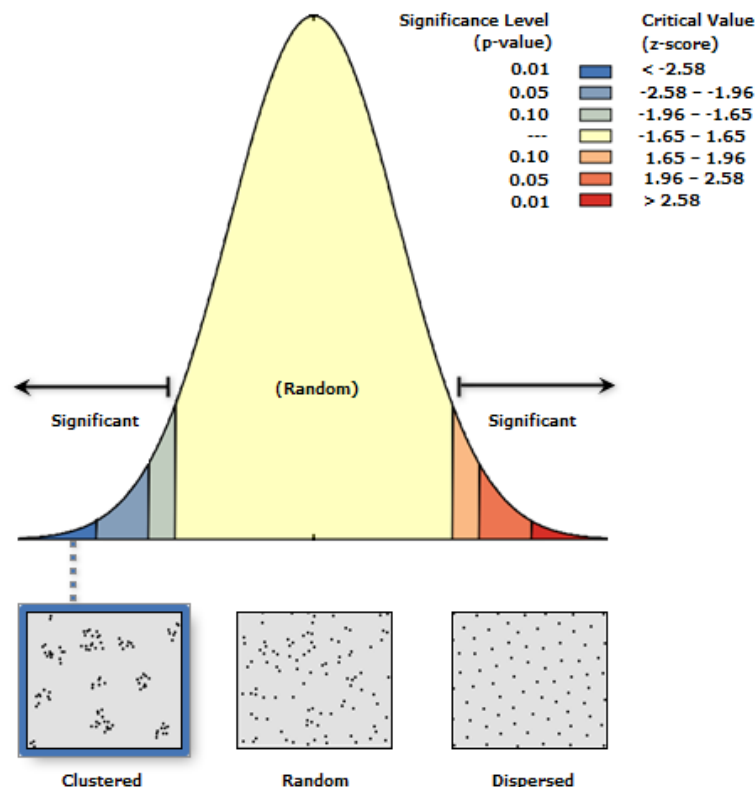 Significance Level Critical Value
(p-value) (z-score)
0.01 < -2.58
0.05 -2.58 – -1.96
0.10 -1.96 – -1.65
--- -1.65 – 1.65
0.10 1.65 – 1.96
0.05 1.96 – 2.58
0.01 > 2.58
(Random)
Significant Significant
Clustered Random Dispersed